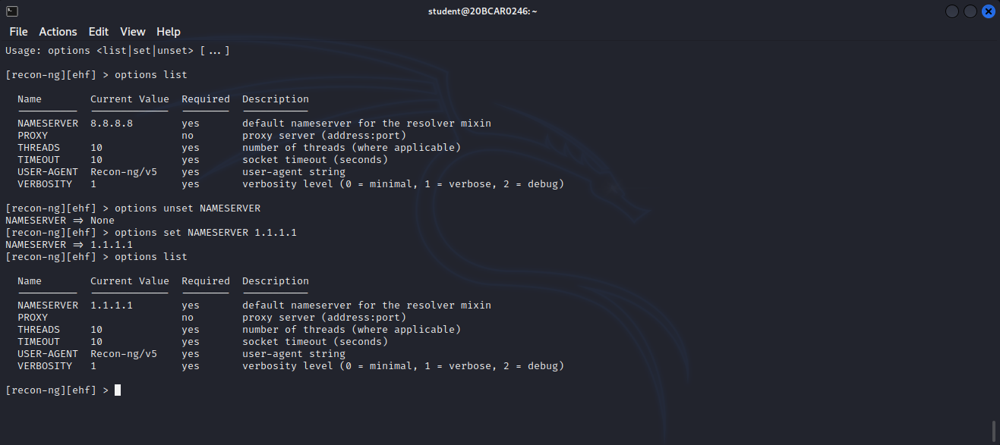 student@20BCAR0246: ~
File Actions Edit View Help
Usage: options <list|set|unset> [ ... ]
[recon-ng][ehf] > options list
Name Current Value Required Description
NAMESERVER 8.8.8.8 yes default nameserver for the resolver mixin
PROXY no proxy server (address:port)
THREADS 10 yes number of threads (where applicable)
TIMEOUT 10 yes socket timeout (seconds)
USER-AGENT Recon-ng/v5 yes user-agent string
VERBOSITY 1 yes verbosity level (0 = minimal, 1 = verbose, 2 = debug)
[recon-ng][ehf] > options unset NAMESERVER
NAMESERVER ⇒ None
[recon-ng][ehf] > options set NAMESERVER 1.1.1.1
NAMESERVER ⇒ 1.1.1.1
[recon-ng][ehf] > options list
Name Current Value Required Description
NAMESERVER 1.1.1.1 yes default nameserver for the resolver mixin
PROXY no proxy server (address:port)
THREADS 10 yes number of threads (where applicable)
TIMEOUT 10 yes socket timeout (seconds)
USER-AGENT Recon-ng/v5 yes user-agent string
VERBOSITY 1 yes verbosity level (0 = minimal, 1 = verbose, 2 = debug)
[recon-ng][ehf] >